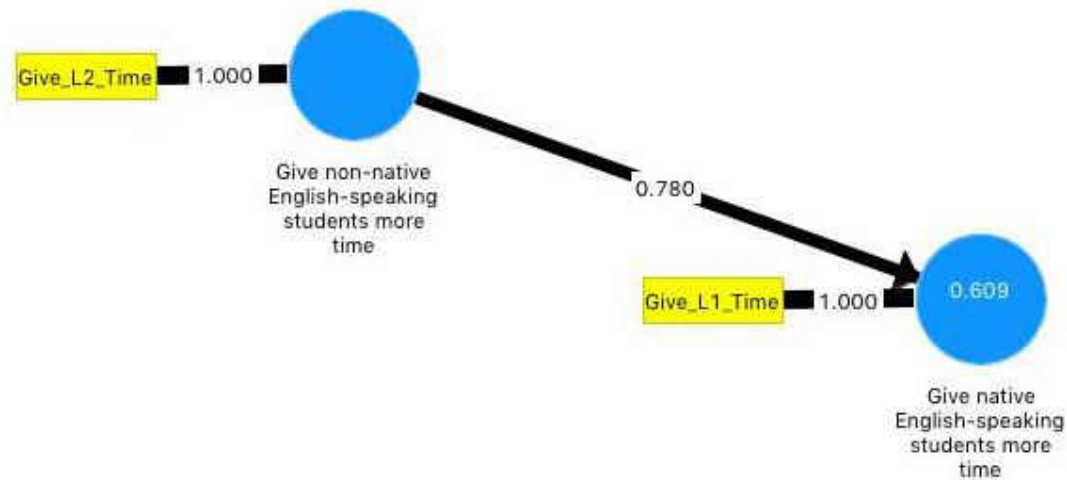 Give_L2_Time
1.000
Give non-native
English-speaking
students more
time
0.780
Give_L1_Time
1.000
0.609
Give native
English-speaking
students more
time